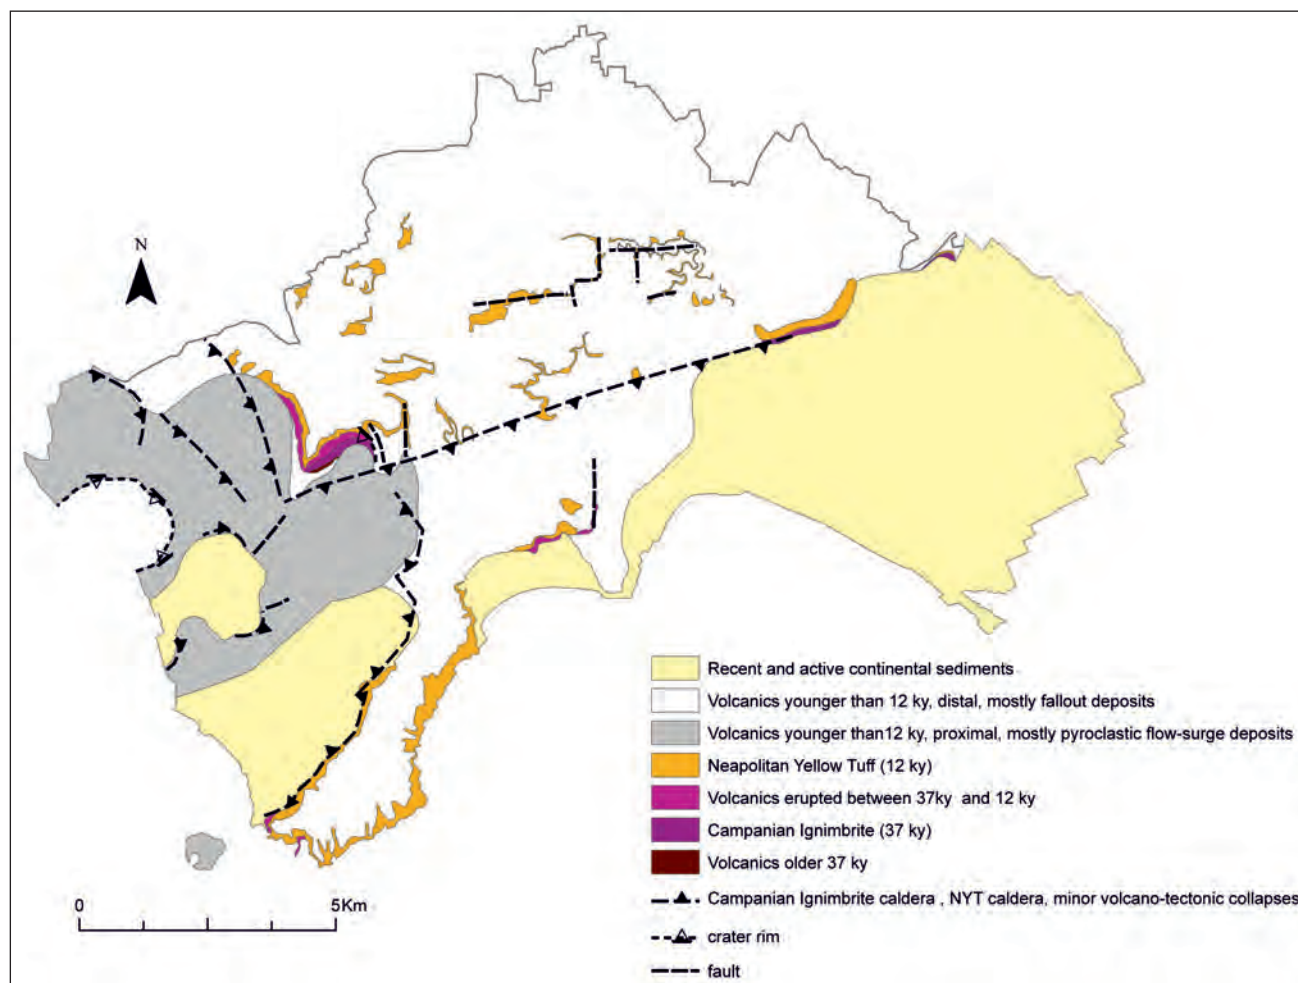 N
Recent and active continental sediments
Volcanics younger than 12 ky, distal, mostly fallout deposits
Volcanics younger than12 ky, proximal, mostly pyroclastic flow-surge deposits
Neapolitan Yellow Tuff (12 ky)
Volcanics erupted between 37ky and 12 ky
Campanian Ignimbrite (37 ky)
Volcanics older 37 ky
Campanian Ignimbrite caldera , NYT caldera, minor volcano-tectonic collapses
crater rim
fault
0 5Km